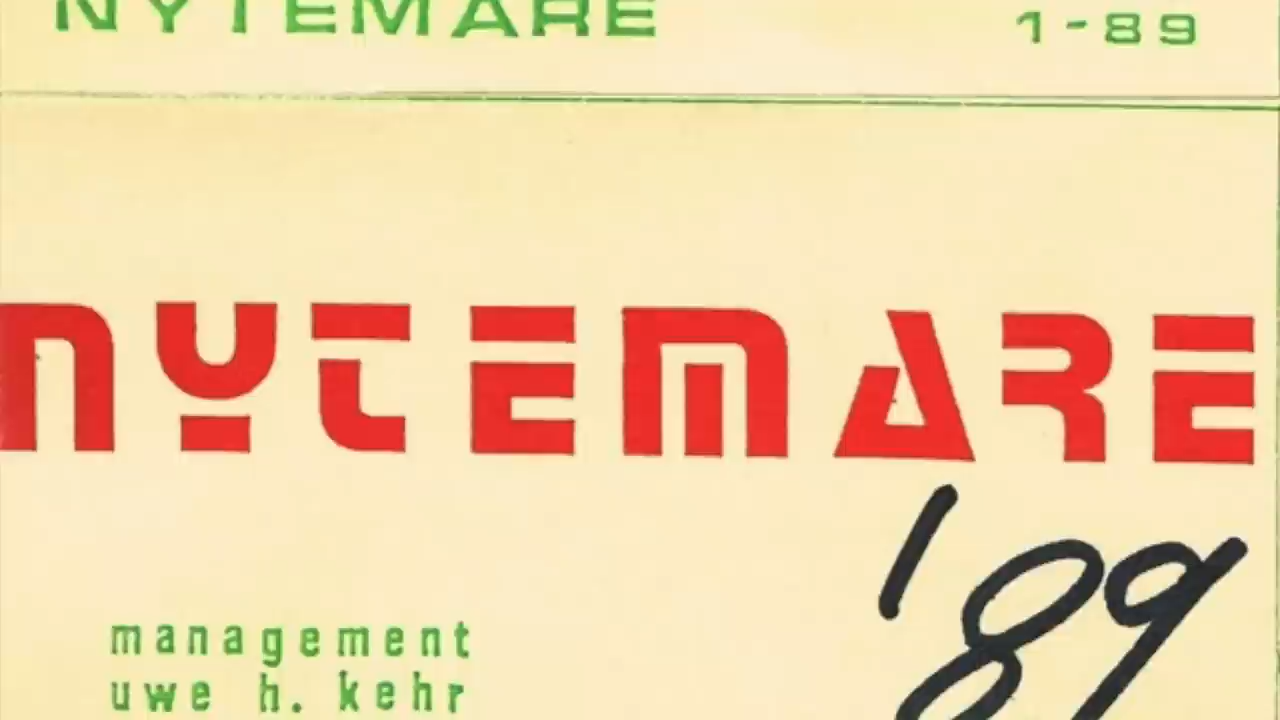 NYTEMARE 1-89
NYTEMARE
'89
management
uwe h. kehr